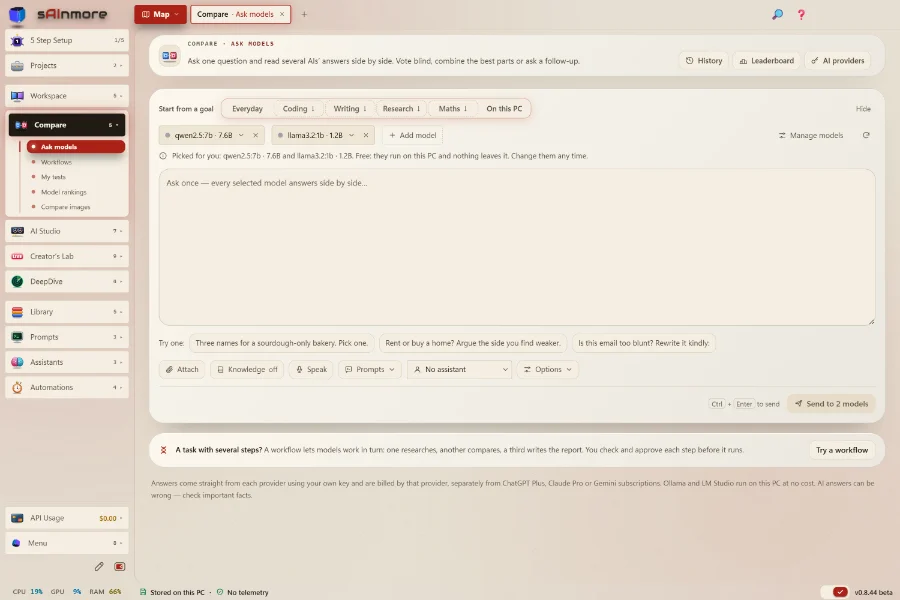 sAInmore
Map
Compare · Ask models
5 Step Setup 1/5
Projects
Workspace
Compare
Ask models
Workflows
My tests
Model rankings
Compare images
AI Studio
Creator's Lab
DeepDive
Library
Prompts
Assistants
Automations
API Usage $0.00
Menu
CPU 19% GPU 9% RAM 66%
COMPARE · ASK MODELS
Ask one question and read several AIs' answers side by side. Vote blind, combine the best parts or ask a follow-up.
History
Leaderboard
AI providers
Start from a goal
Everyday
Coding
Writing
Research
Maths
On this PC
Hide
qwen2.5:7b · 7.6B
llama3.2:1b · 1.2B
+ Add model
Manage models
Picked for you: qwen2.5:7b · 7.6B and llama3.2:1b · 1.2B. Free: they run on this PC and nothing leaves it. Change them any time.
Ask once — every selected model answers side by side...
Try one:
Three names for a sourdough-only bakery. Pick one.
Rent or buy a home? Argue the side you find weaker.
Is this email too blunt? Rewrite it kindly:
Attach
Knowledge off
Speak
Prompts
No assistant
Options
Ctrl + Enter to send
Send to 2 models
A task with several steps? A workflow lets models work in turn: one researches, another compares, a third writes the report. You check and approve each step before it runs.
Try a workflow
Answers come straight from each provider using your own key and are billed by that provider, separately from ChatGPT Plus, Claude Pro or Gemini subscriptions. Ollama and LM Studio run on this PC at no cost. AI answers can be
wrong — check important facts.
Stored on this PC · No telemetry
v0.8.44 beta